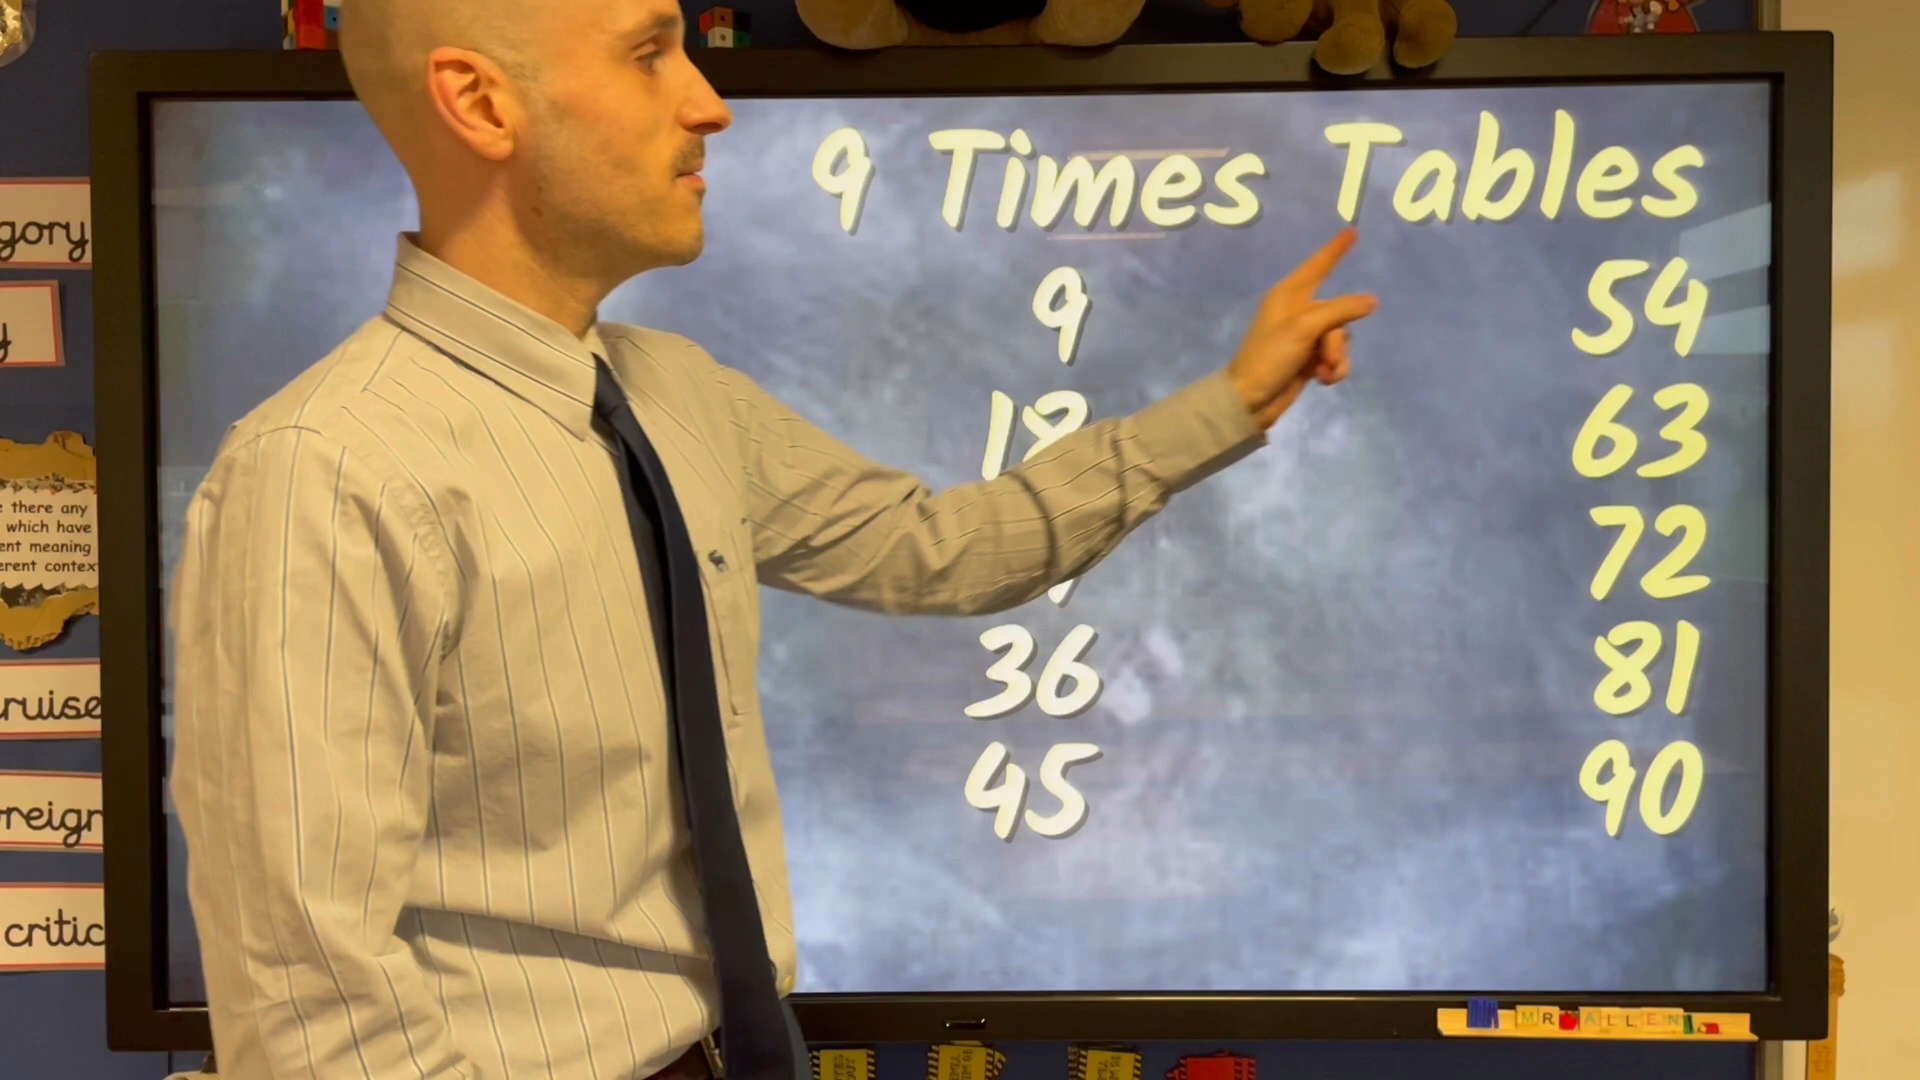 9 Times Tables
9
54
18
63
72
36
81
45
90
gory
y
there any
which have
ent meaning
erent contex
ruise
reign
critic
MR ALLEN